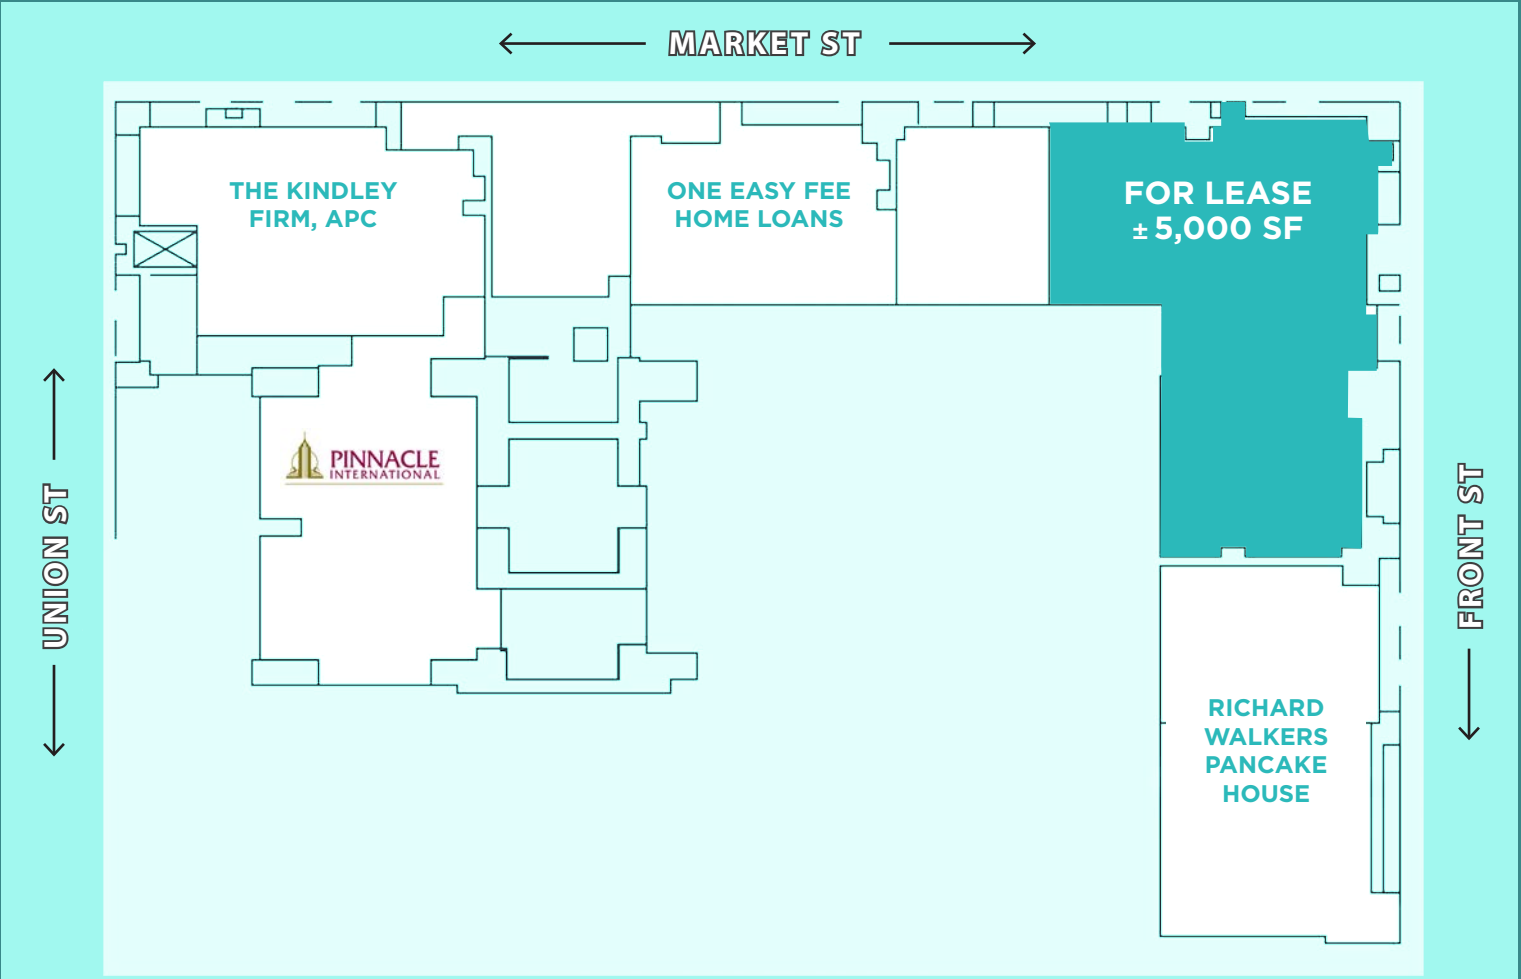 MARKET ST
THE KINDLEY
FIRM, APC
ONE EASY FEE
HOME LOANS
FOR LEASE
± 5,000 SF
PINNACLE
INTERNATIONAL
UNION ST
FRONT ST
RICHARD
WALKERS
PANCAKE
HOUSE